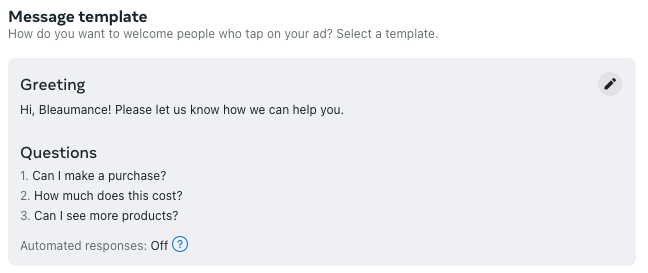 Message template
How do you want to welcome people who tap on your ad? Select a template.
Greeting
Hi, Bleaumance! Please let us know how we can help you.
Questions
1. Can I make a purchase?
2. How much does this cost?
3. Can I see more products?
Automated responses: Off ?